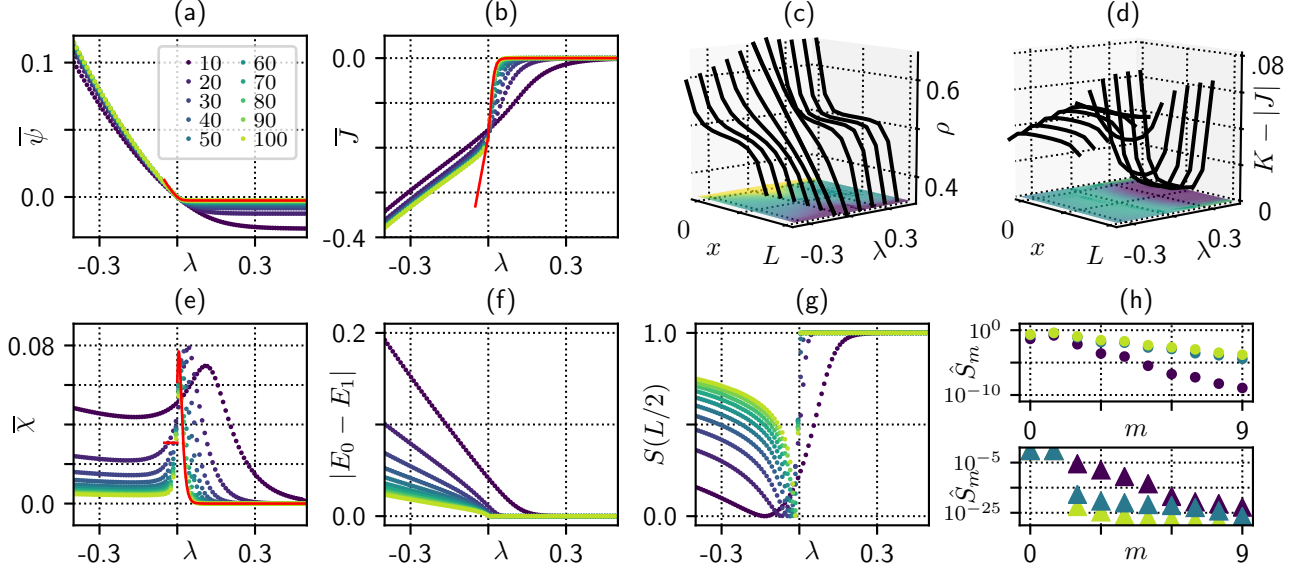 (a)
0.1
0.0
ψ̄
-0.3
λ
0.3
10 60
20 70
30 80
40 90
50 100
(b)
0.0
-0.4
J̄
-0.3
λ
0.3
(c)
0.6
0.4
ρ
0
x
L
-0.3
λ
0.3
(d)
.08
0
K − |J|
0
x
L
-0.3
λ
0.3
(e)
0.08
0.0
χ̄
-0.3
λ
0.3
(f)
0.2
0.0
|E₀ − E₁|
-0.3
λ
0.3
(g)
1.0
0.0
S(L/2)
-0.3
λ
0.3
(h)
10⁰
10⁻¹⁰
Ŝₘ
0
m
9
10⁻⁵
10⁻²⁵
Ŝₘ
0
m
9